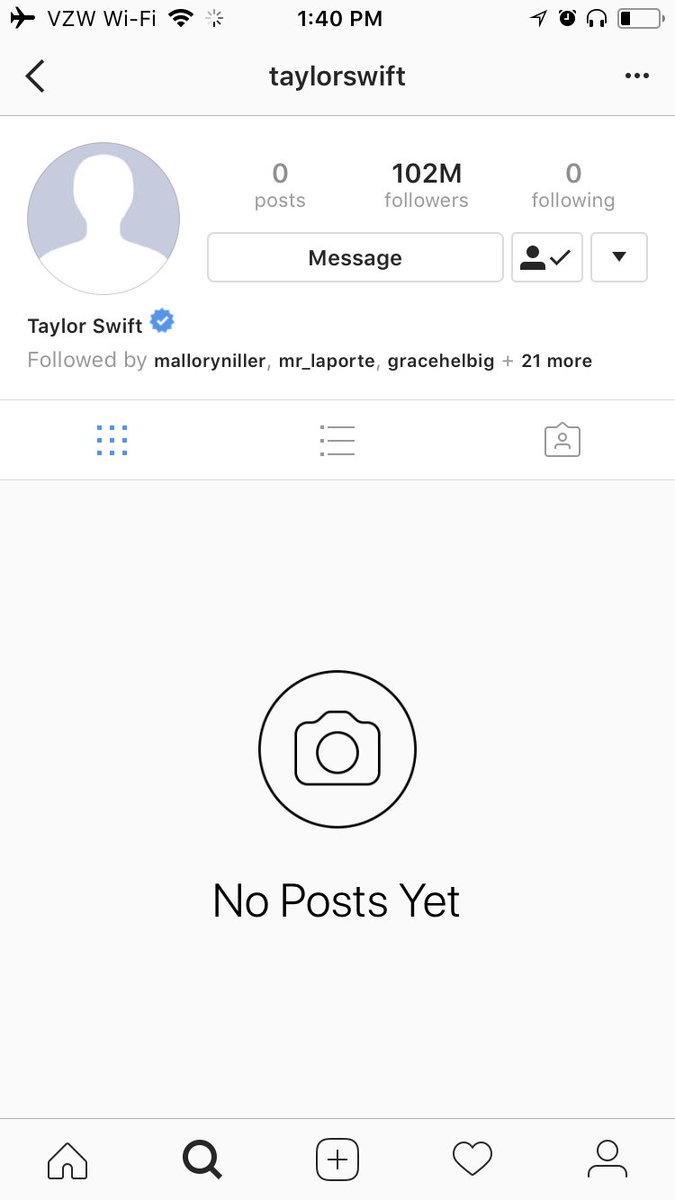 VZW Wi-Fi 1:40 PM
taylorswift
0 102M 0
posts followers following
Message
Taylor Swift
Followed by malloryniller, mr_laporte, gracehelbig + 21 more
No Posts Yet